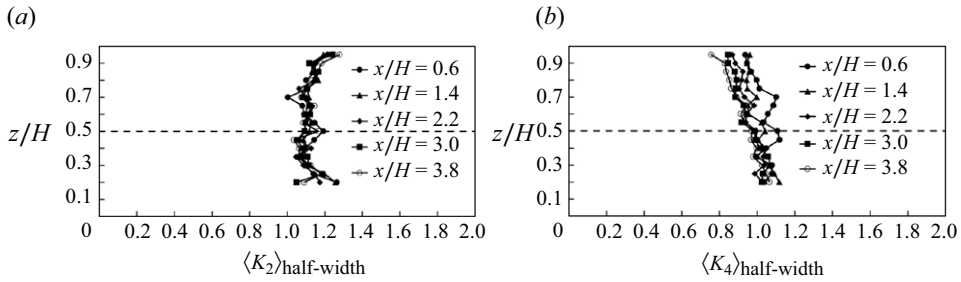 (a)
0.9
0.7
z/H 0.5
0.3
0.1
0 0.2 0.4 0.6 0.8 1.0 1.2 1.4 1.6 1.8 2.0
⟨K2⟩half-width
x/H = 0.6
x/H = 1.4
x/H = 2.2
x/H = 3.0
x/H = 3.8
(b)
0.9
0.7
z/H 0.5
0.3
0.1
0 0.2 0.4 0.6 0.8 1.0 1.2 1.4 1.6 1.8 2.0
⟨K4⟩half-width
x/H = 0.6
x/H = 1.4
x/H = 2.2
x/H = 3.0
x/H = 3.8